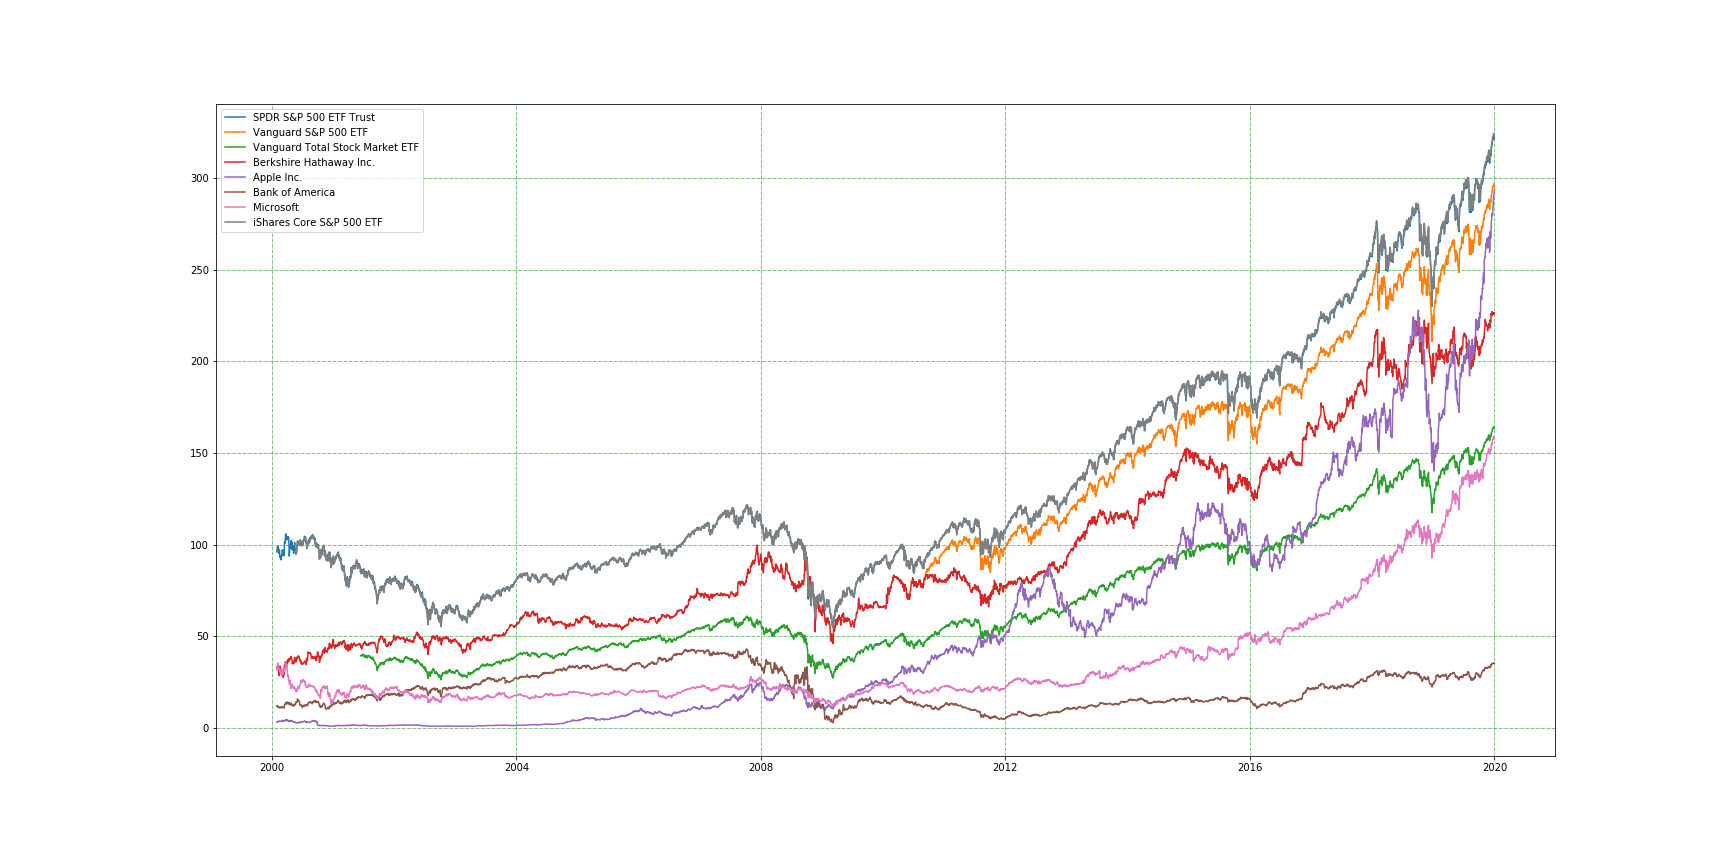 SPDR S&P 500 ETF Trust
Vanguard S&P 500 ETF
Vanguard Total Stock Market ETF
Berkshire Hathaway Inc.
Apple Inc.
Bank of America
Microsoft
iShares Core S&P 500 ETF
300
250
200
150
100
50
0
2000 2004 2008 2012 2016 2020